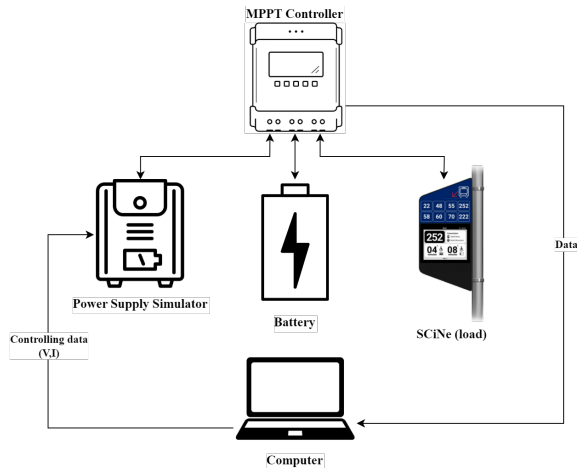 MPPT Controller
22 48 55 252
58 60 70 222
252
04 08
Data
Power Supply Simulator
Battery
SCiNe (load)
Controlling data
(V,I)
Computer